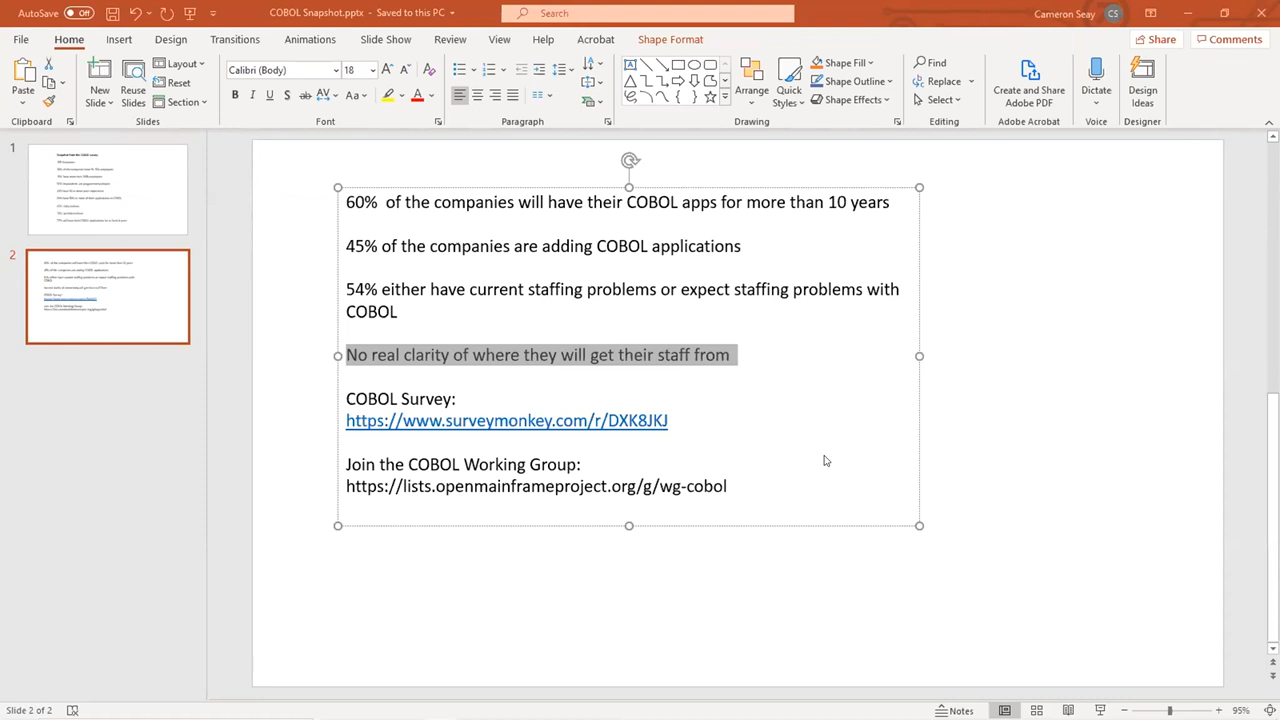 AutoSave Off
COBOL Snapshot.pptx - Saved to this PC
Search
Cameron Seay CS
File Home Insert Design Transitions Animations Slide Show Review View Help Acrobat Shape Format
Share Comments
Paste
New Slide
Reuse Slides
Layout
Reset
Section
Calibri (Body) 18
Arrange
Quick Styles
Shape Fill
Shape Outline
Shape Effects
Find
Replace
Select
Create and Share Adobe PDF
Dictate
Design Ideas
Clipboard Slides Font Paragraph Drawing Editing Adobe Acrobat Voice Designer
1
2
60% of the companies will have their COBOL apps for more than 10 years
45% of the companies are adding COBOL applications
54% either have current staffing problems or expect staffing problems with
COBOL
No real clarity of where they will get their staff from
COBOL Survey:
https://www.surveymonkey.com/r/DXK8JKJ
Join the COBOL Working Group:
https://lists.openmainframeproject.org/g/wg-cobol
Slide 2 of 2
Notes
95%